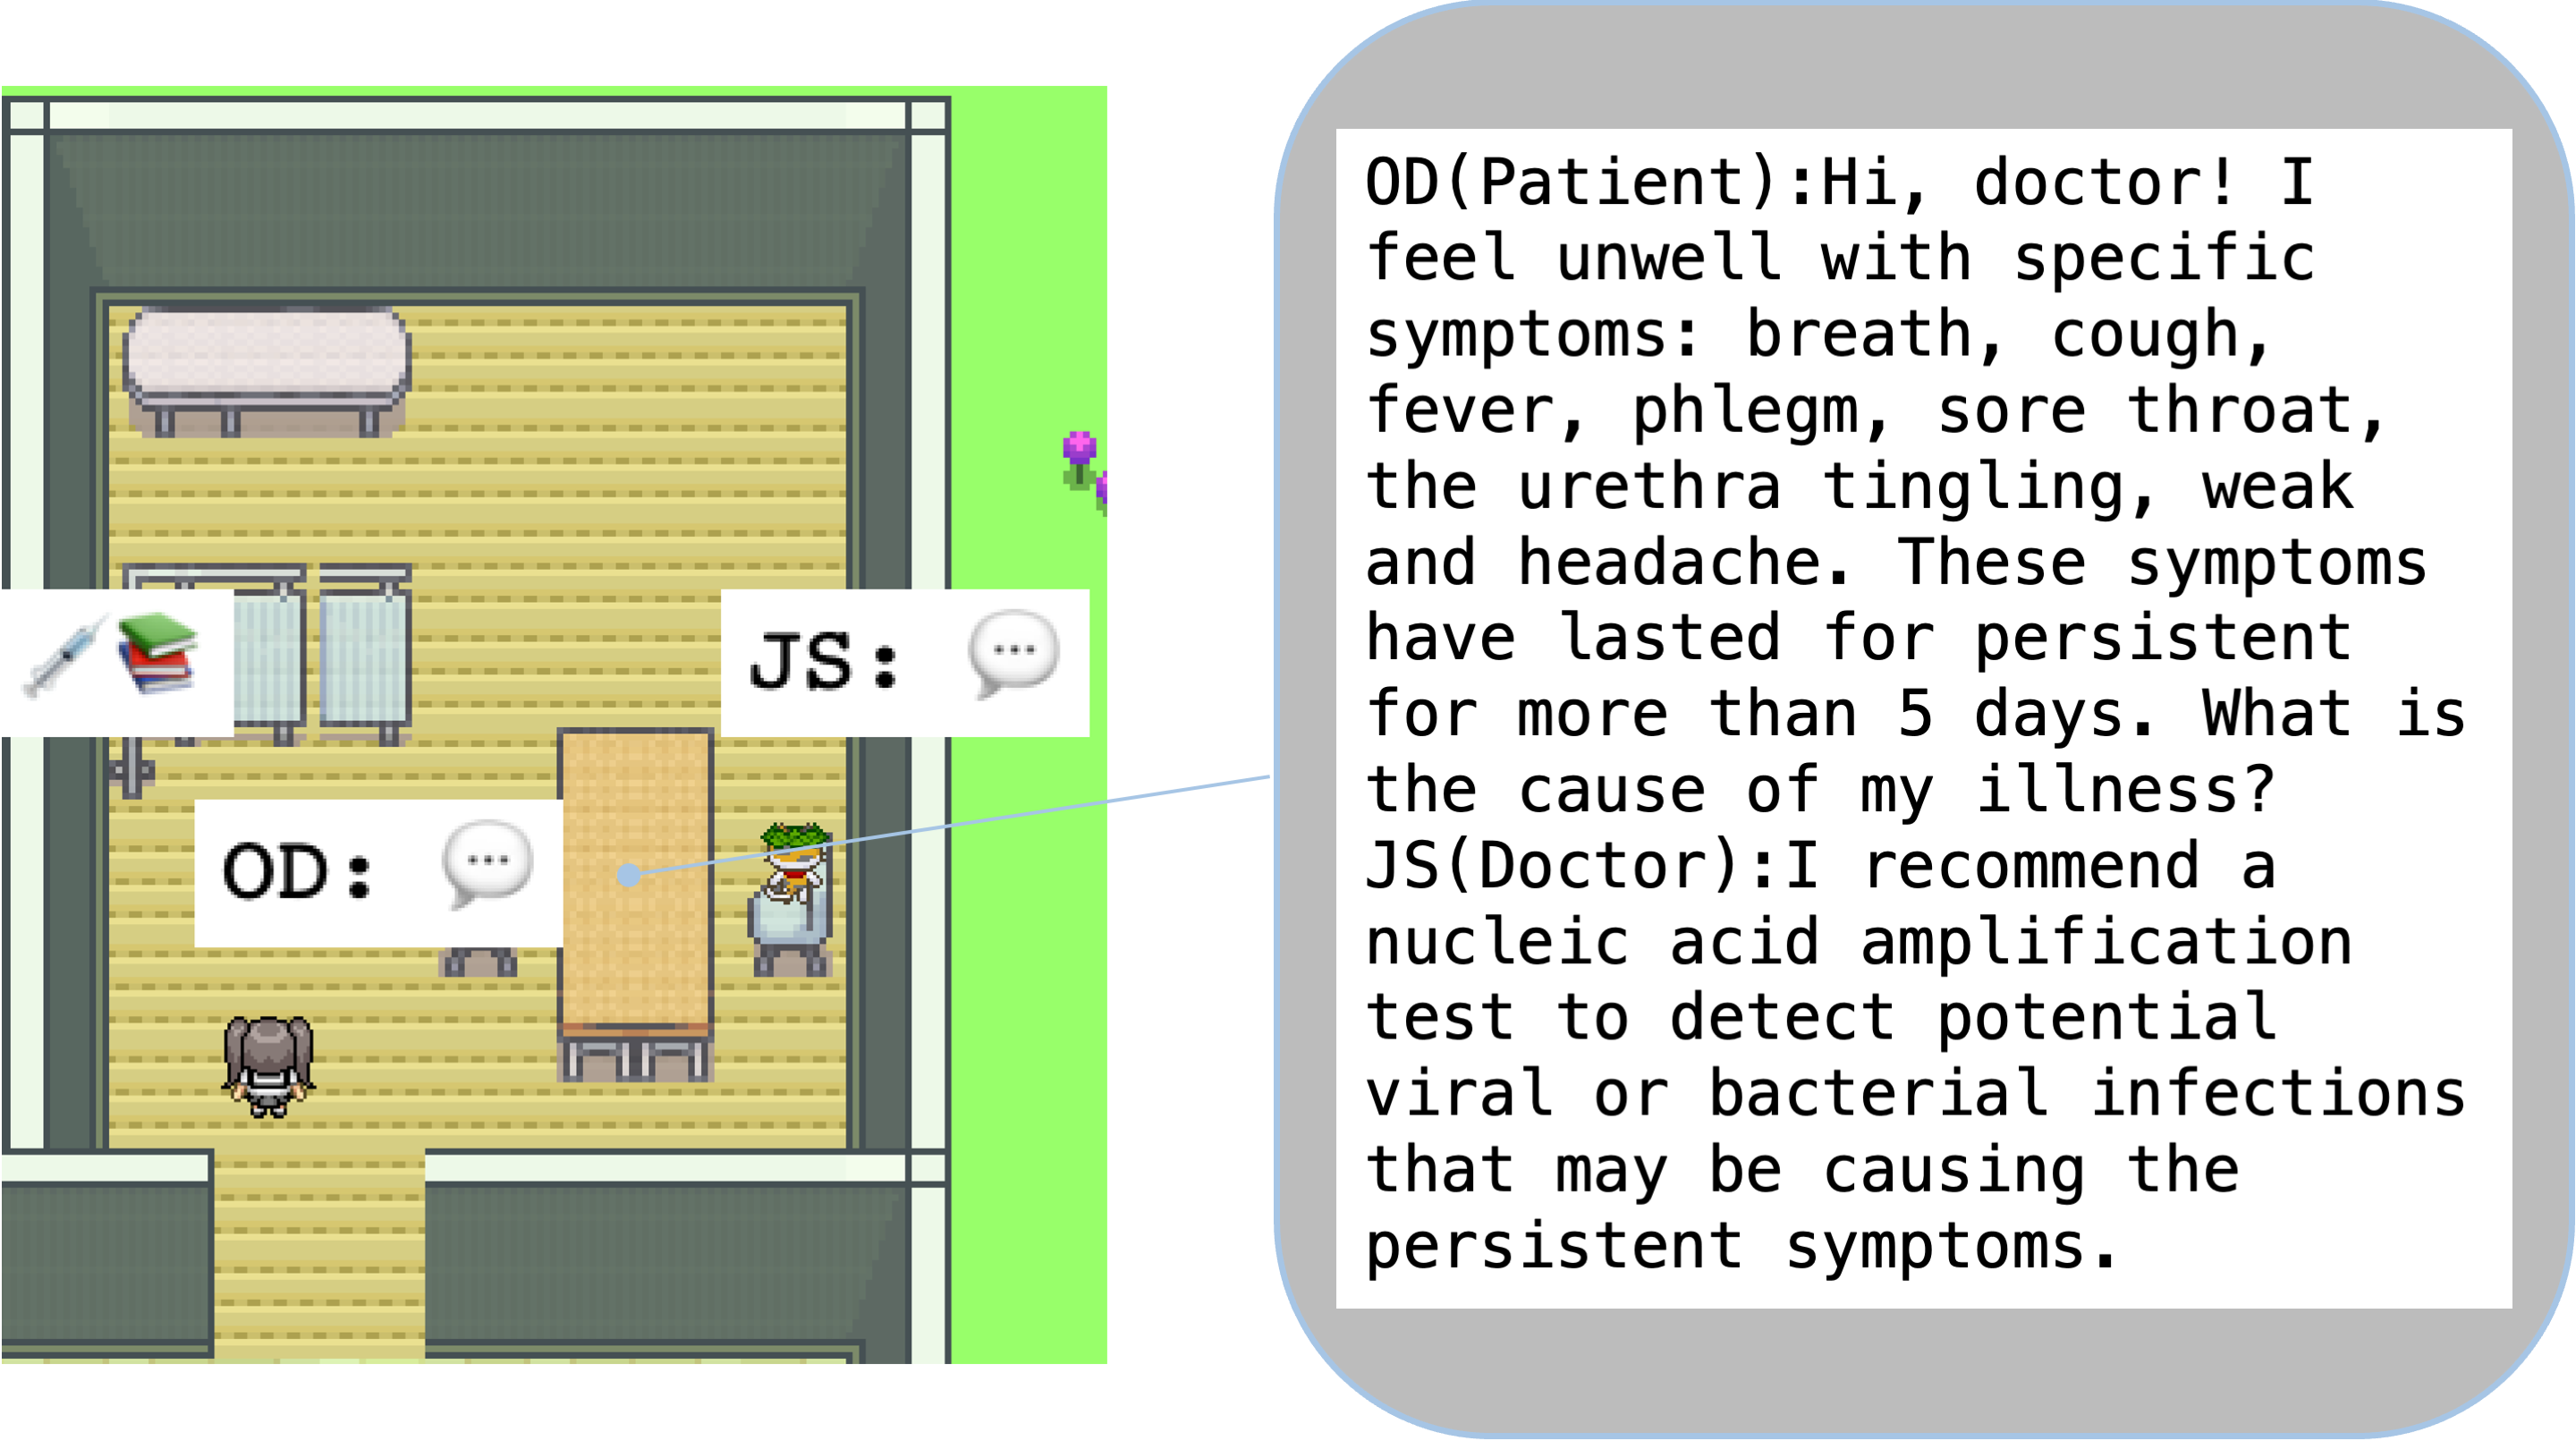 JS:
OD:
OD(Patient):Hi, doctor! I
feel unwell with specific
symptoms: breath, cough,
fever, phlegm, sore throat,
the urethra tingling, weak
and headache. These symptoms
have lasted for persistent
for more than 5 days. What is
the cause of my illness?
JS(Doctor):I recommend a
nucleic acid amplification
test to detect potential
viral or bacterial infections
that may be causing the
persistent symptoms.